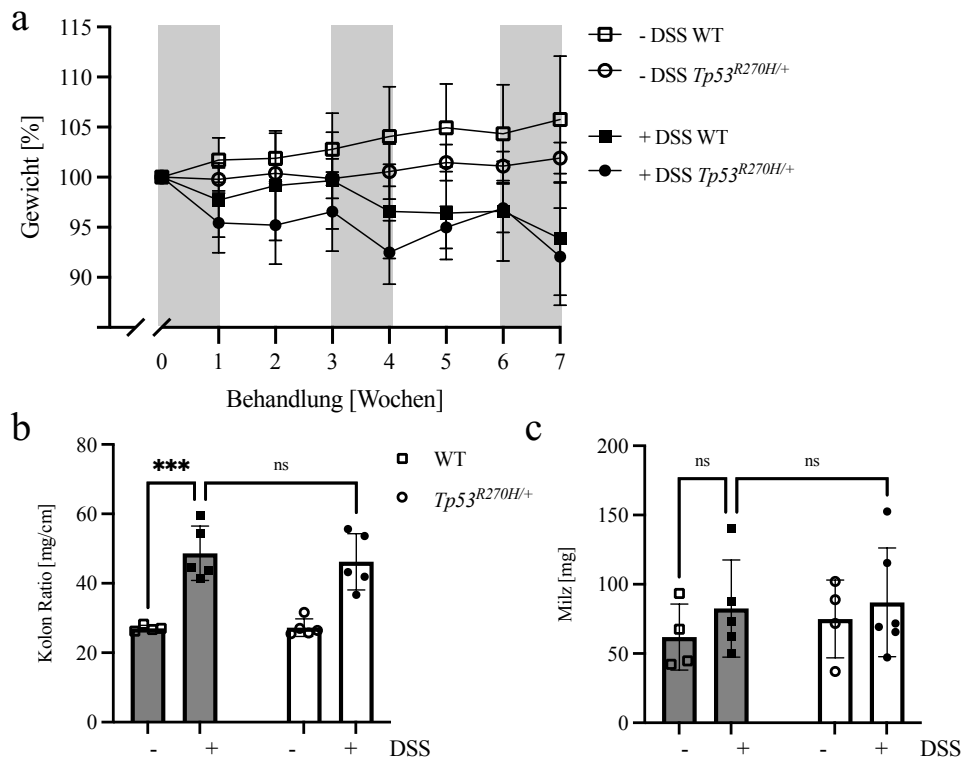 a
115
110
105
100
95
90
Gewicht [%]
0 1 2 3 4 5 6 7
Behandlung [Wochen]
- DSS WT
- DSS Tp53R270H/+
+ DSS WT
+ DSS Tp53R270H/+
b
80
60
40
20
0
Kolon Ratio [mg/cm]
*** ns
WT
Tp53R270H/+
- + - + DSS
c
200
150
100
50
0
Milz [mg]
ns ns
- + - + DSS